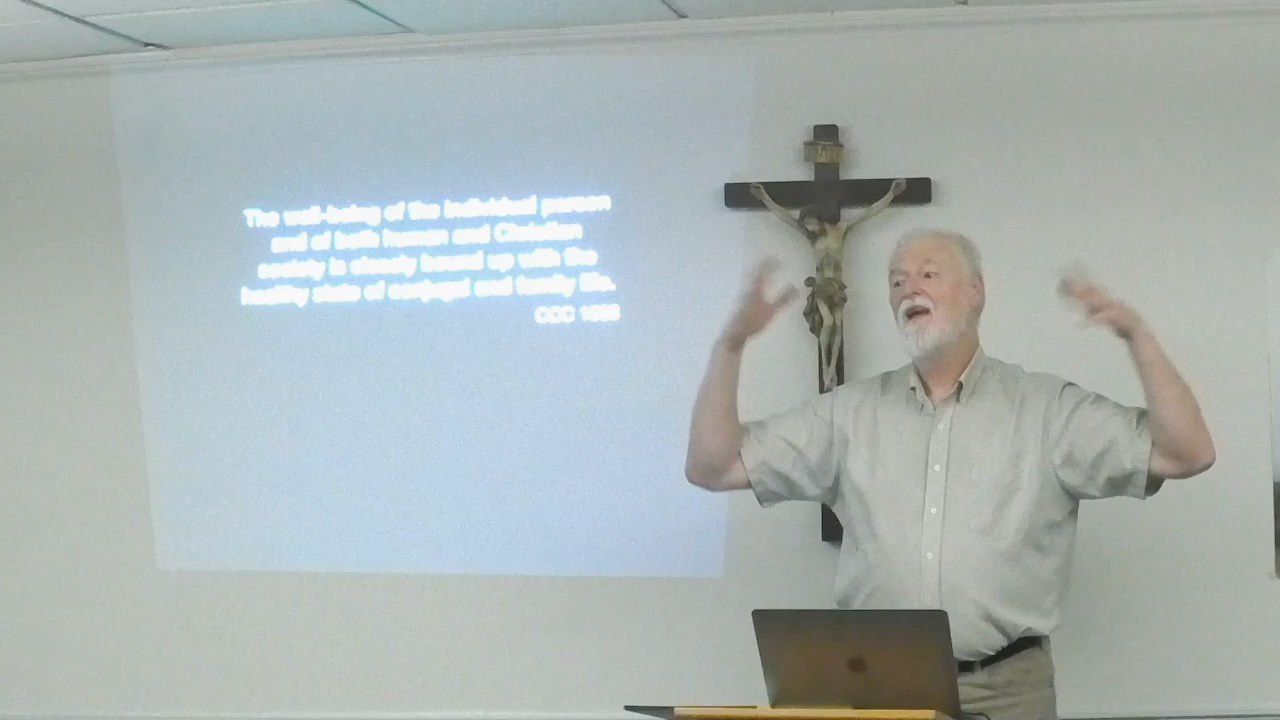 The well-being of the individual person
and of both human and Christian
society is closely bound up with the
healthy state of conjugal and family life.
CCC